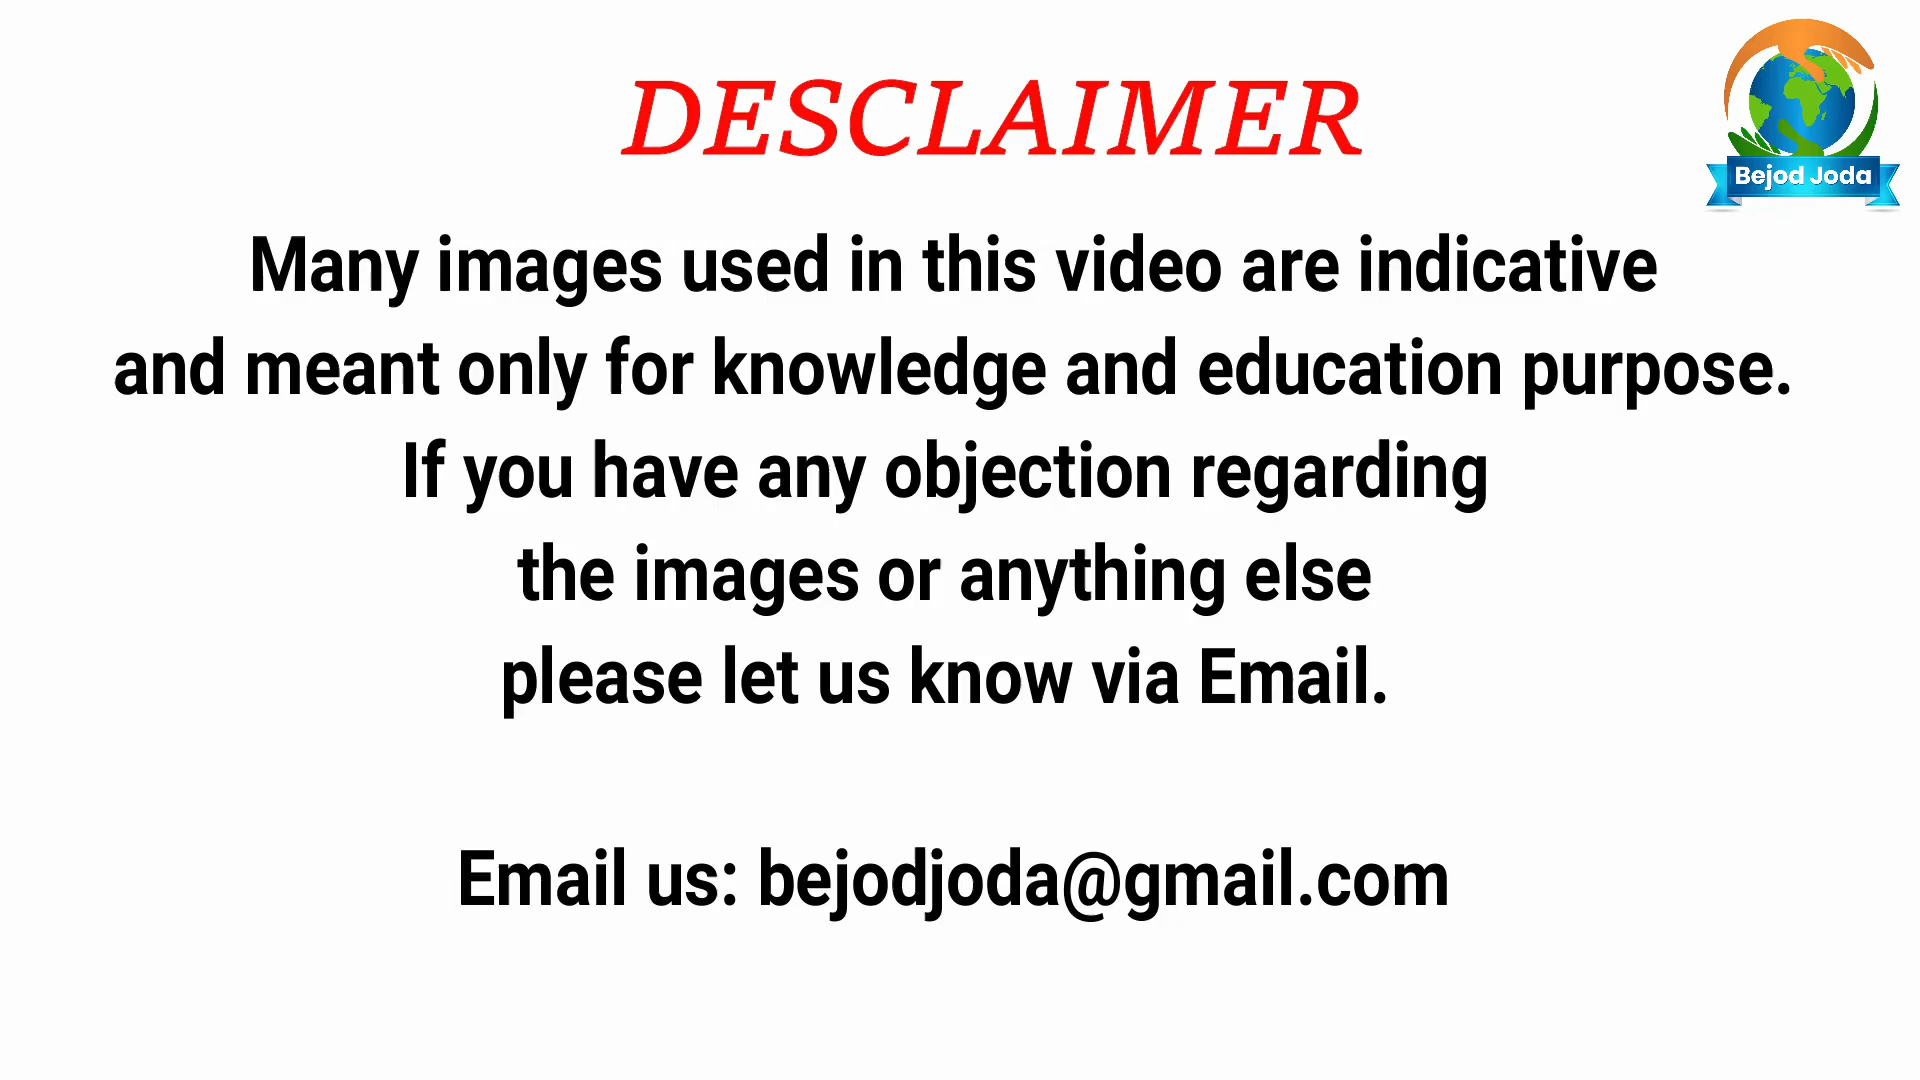 DESCLAIMER
Bejod Joda
Many images used in this video are indicative
and meant only for knowledge and education purpose.
If you have any objection regarding
the images or anything else
please let us know via Email.
Email us: bejodjoda@gmail.com